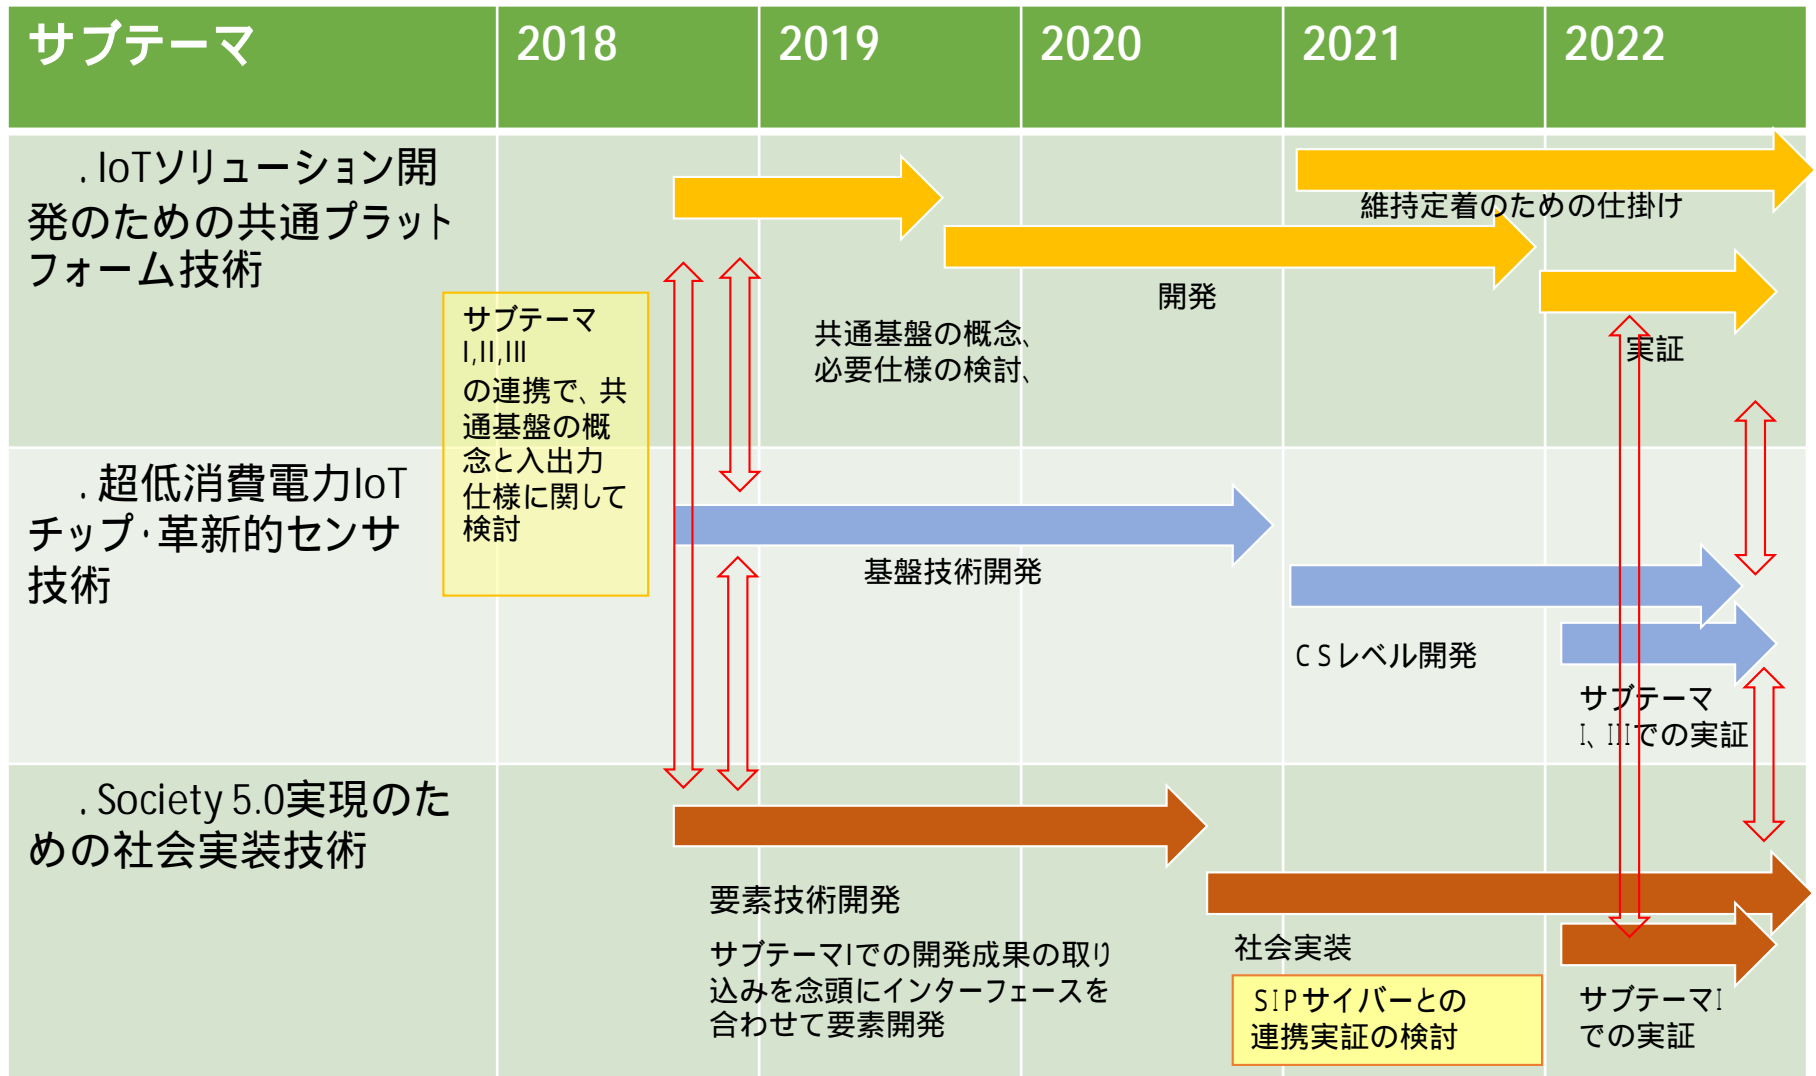 サブテーマ
2018
2019
2020
2021
2022
. IoTソリューション開
発のための共通プラット
フォーム技術
維持定着のための仕掛け
開発
共通基盤の概念、
必要仕様の検討、
実証
サブテーマ
I,II,III
の連携で、共
通基盤の概
念と入出力
仕様に関して
検討
. 超低消費電力IoT
チップ・革新的センサ
技術
基盤技術開発
CSレベル開発
サブテーマ
I、IIIでの実証
. Society 5.0実現のた
めの社会実装技術
要素技術開発
サブテーマIでの開発成果の取り
込みを念頭にインターフェースを
合わせて要素開発
社会実装
SIPサイバーとの
連携実証の検討
サブテーマI
での実証